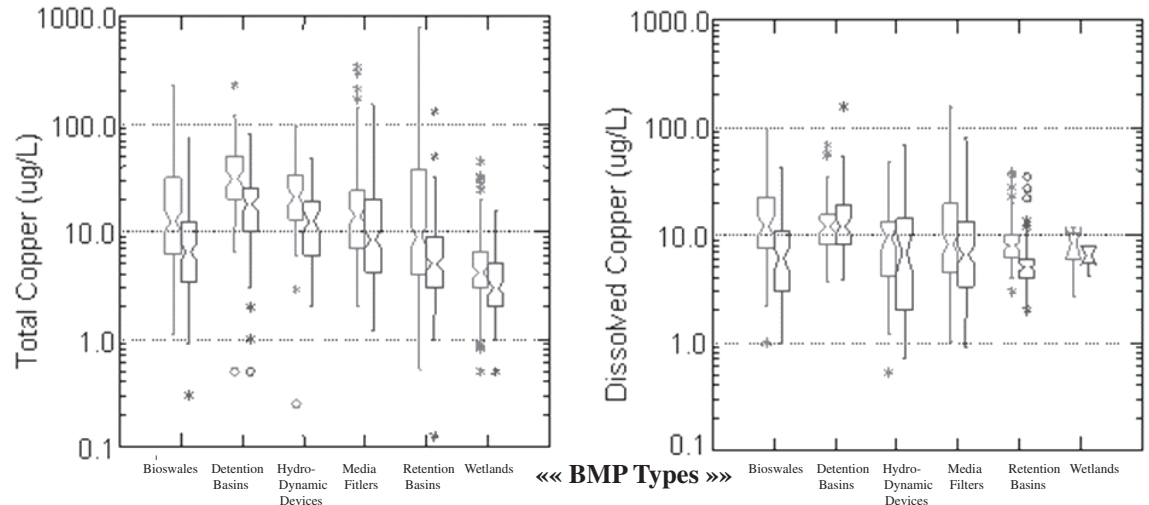 Total Copper (ug/L)
1000.0
100.0
10.0
1.0
0.1
Bioswales
Detention
Basins
Hydro-
Dynamic
Devices
Media
Fitlers
Retention
Basins
Wetlands
«« BMP Types »»
Dissolved Copper (ug/L)
1000.0
100.0
10.0
1.0
0.1
Bioswales
Detention
Basins
Hydro-
Dynamic
Devices
Media
Filters
Retention
Basins
Wetlands